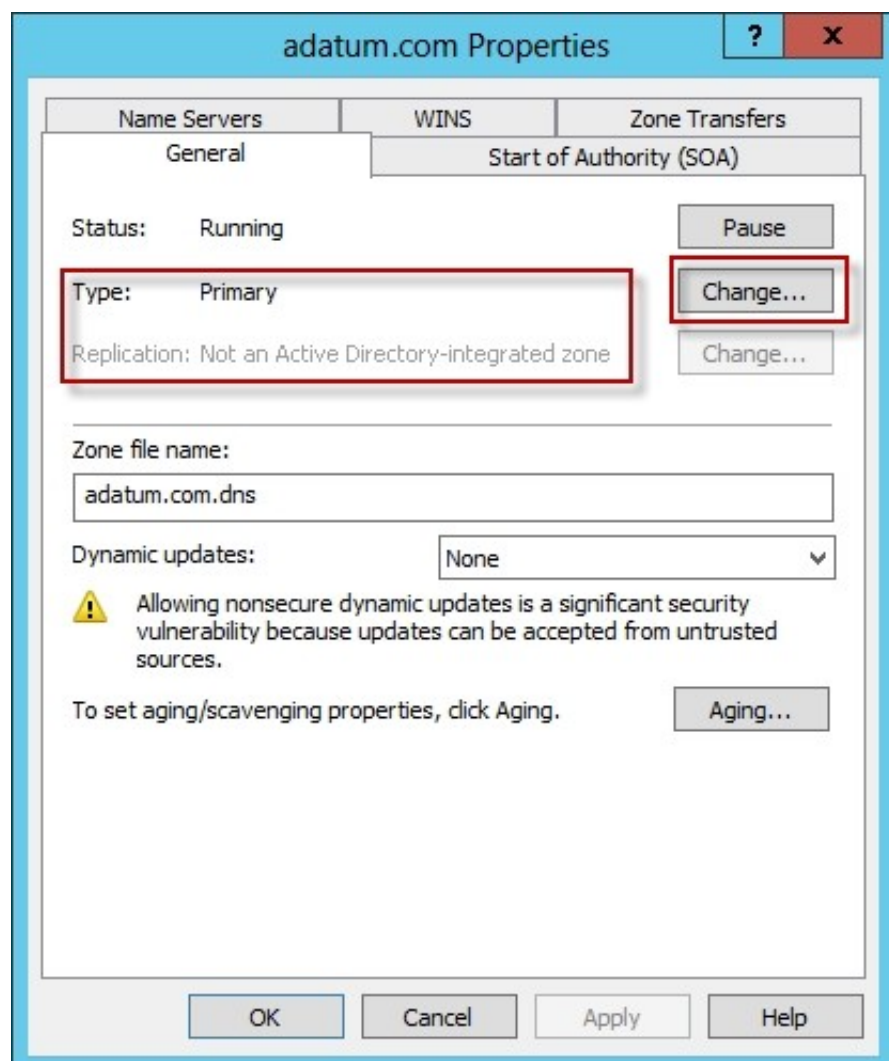 adatum.com Properties
?
x
Name Servers
WINS
Zone Transfers
General
Start of Authority (SOA)
Status: Running
Pause
Type: Primary
Change...
Replication: Not an Active Directory-integrated zone
Change...
Zone file name:
adatum.com.dns
Dynamic updates:
None
Allowing nonsecure dynamic updates is a significant security
vulnerability because updates can be accepted from untrusted
sources.
To set aging/scavenging properties, click Aging.
Aging...
OK
Cancel
Apply
Help